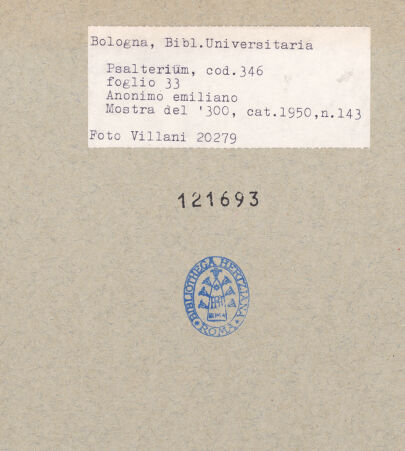 Bologna, Bibl.Universitaria
Psalterium, cod.346
foglio 33
Anonimo emiliano
Mostra del '300, cat.1950,n.143
Foto Villani 20279
121693
BIBLIOTHECA HERTZIANA
ROMA